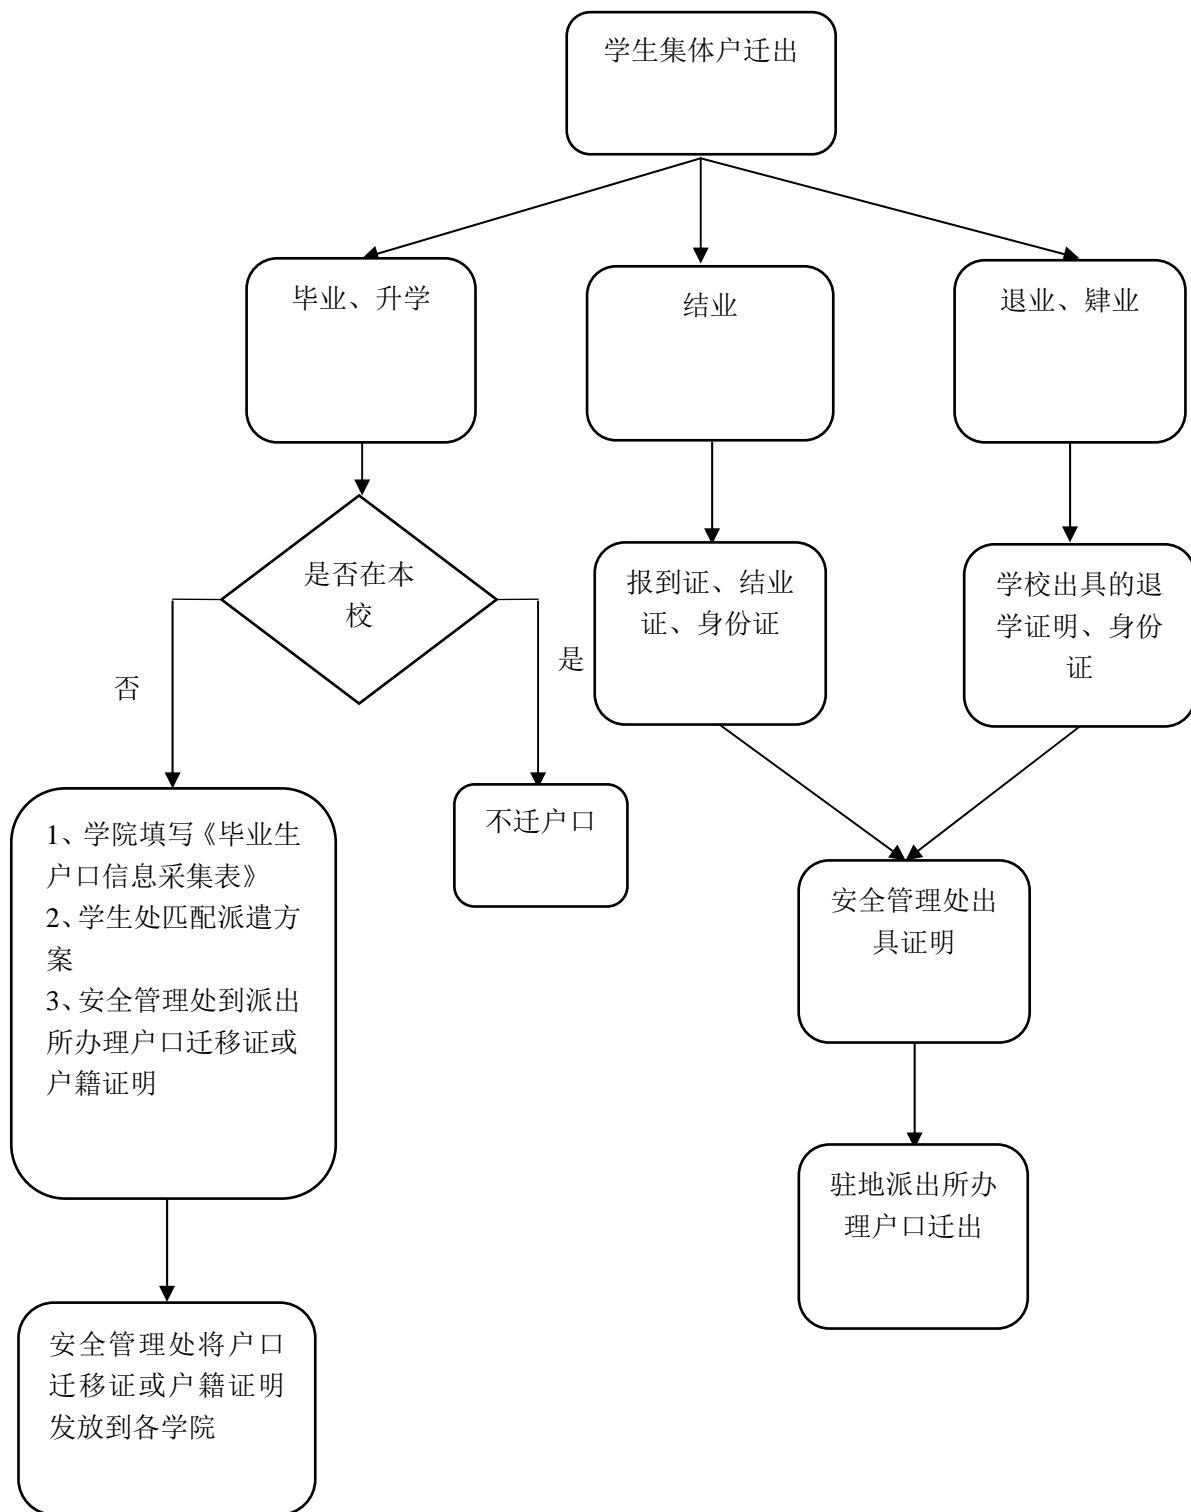 学生集体户迁出
毕业、升学
结业
退业、肄业
是否在本
校
报到证、结业
证、身份证
学校出具的退
学证明、身份
证
是
否
1、学院填写《毕业生
户口信息采集表》
2、学生处匹配派遣方
案
3、安全管理处到派出
所办理户口迁移证或
户籍证明
不迁户口
安全管理处出
具证明
驻地派出所办
理户口迁出
安全管理处将户口
迁移证或户籍证明
发放到各学院